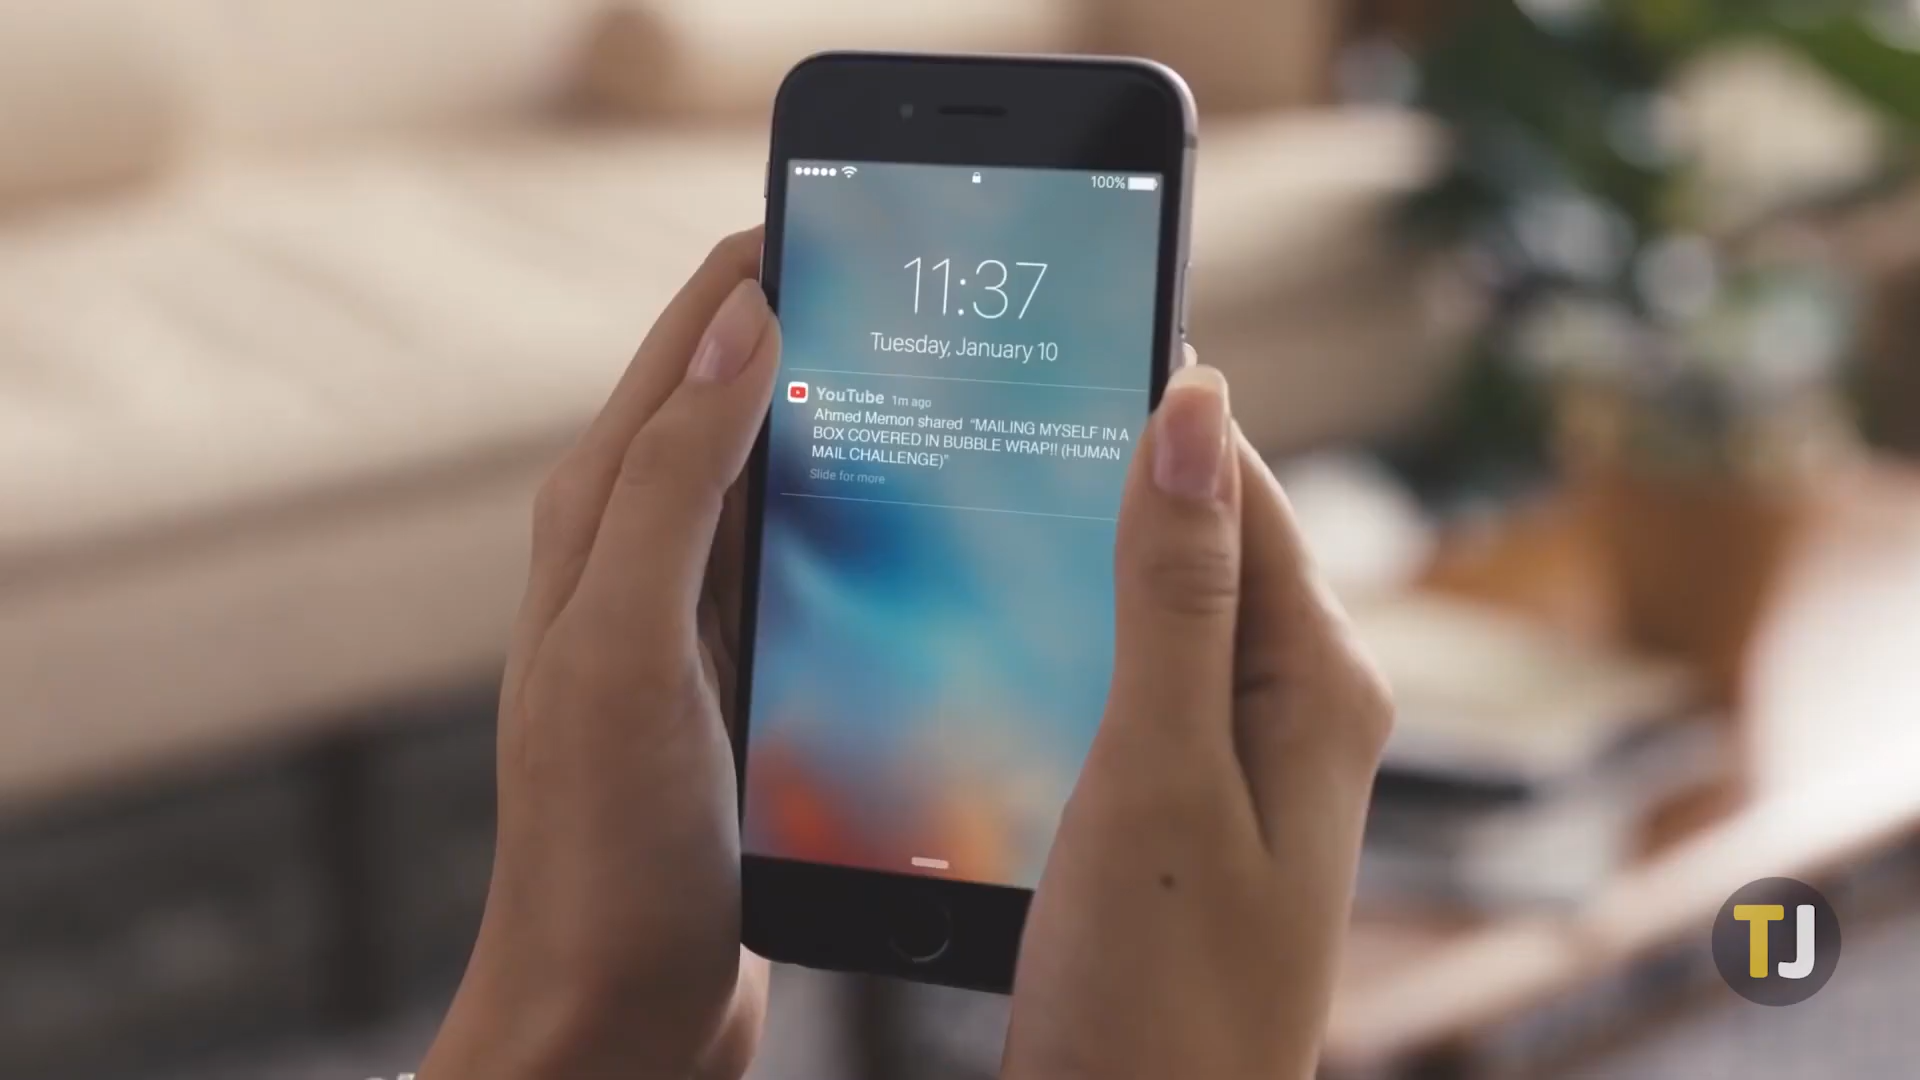 100%
11:37
Tuesday, January 10
YouTube 1m ago
Ahmed Memon shared "MAILING MYSELF IN A
BOX COVERED IN BUBBLE WRAP!! (HUMAN
MAIL CHALLENGE)"
Slide for more
TJ